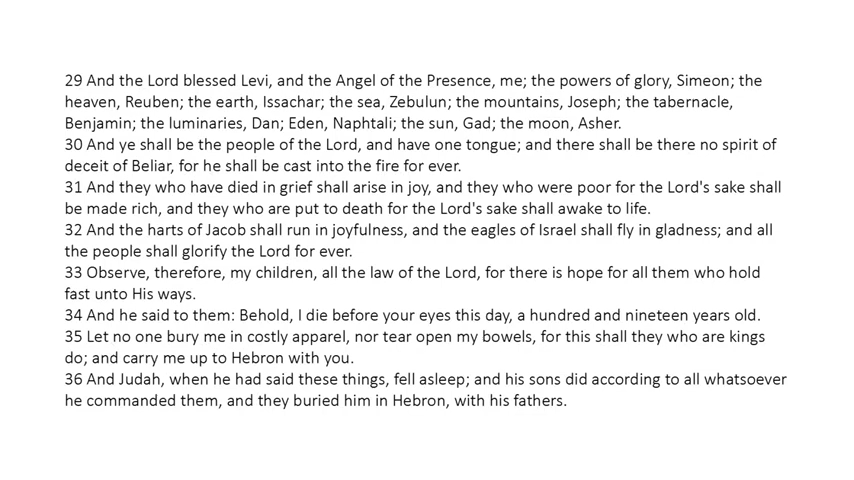 29 And the Lord blessed Levi, and the Angel of the Presence, me; the powers of glory, Simeon; the
heaven, Reuben; the earth, Issachar; the sea, Zebulun; the mountains, Joseph; the tabernacle,
Benjamin; the luminaries, Dan; Eden, Naphtali; the sun, Gad; the moon, Asher.
30 And ye shall be the people of the Lord, and have one tongue; and there shall be there no spirit of
deceit of Beliar, for he shall be cast into the fire for ever.
31 And they who have died in grief shall arise in joy, and they who were poor for the Lord's sake shall
be made rich, and they who are put to death for the Lord's sake shall awake to life.
32 And the harts of Jacob shall run in joyfulness, and the eagles of Israel shall fly in gladness; and all
the people shall glorify the Lord for ever.
33 Observe, therefore, my children, all the law of the Lord, for there is hope for all them who hold
fast unto His ways.
34 And he said to them: Behold, I die before your eyes this day, a hundred and nineteen years old.
35 Let no one bury me in costly apparel, nor tear open my bowels, for this shall they who are kings
do; and carry me up to Hebron with you.
36 And Judah, when he had said these things, fell asleep; and his sons did according to all whatsoever
he commanded them, and they buried him in Hebron, with his fathers.